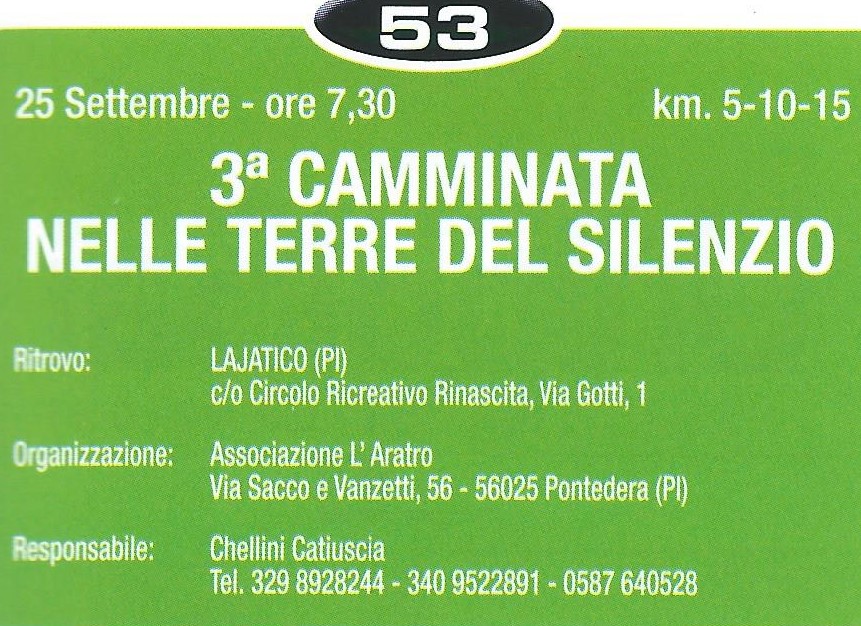 53
25 Settembre - ore 7,30 km. 5-10-15
3ª CAMMINATA
NELLE TERRE DEL SILENZIO
Ritrovo: LAJATICO (PI)
c/o Circolo Ricreativo Rinascita, Via Gotti, 1
Organizzazione: Associazione L' Aratro
Via Sacco e Vanzetti, 56 - 56025 Pontedera (PI)
Responsabile: Chellini Catiuscia
Tel. 329 8928244 - 340 9522891 - 0587 640528